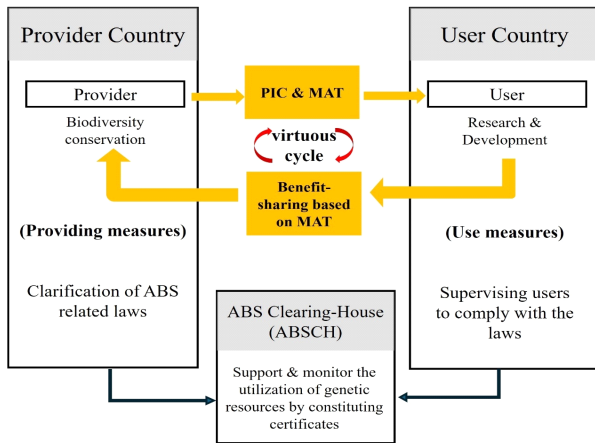 Provider Country
User Country
Provider
PIC & MAT
User
Biodiversity
conservation
virtuous
cycle
Research &
Development
Benefit-
sharing based
on MAT
(Providing measures)
(Use measures)
Clarification of ABS
related laws
ABS Clearing-House
(ABSCH)
Supervising users
to comply with the
laws
Support & monitor the
utilization of genetic
resources by constituting
certificates